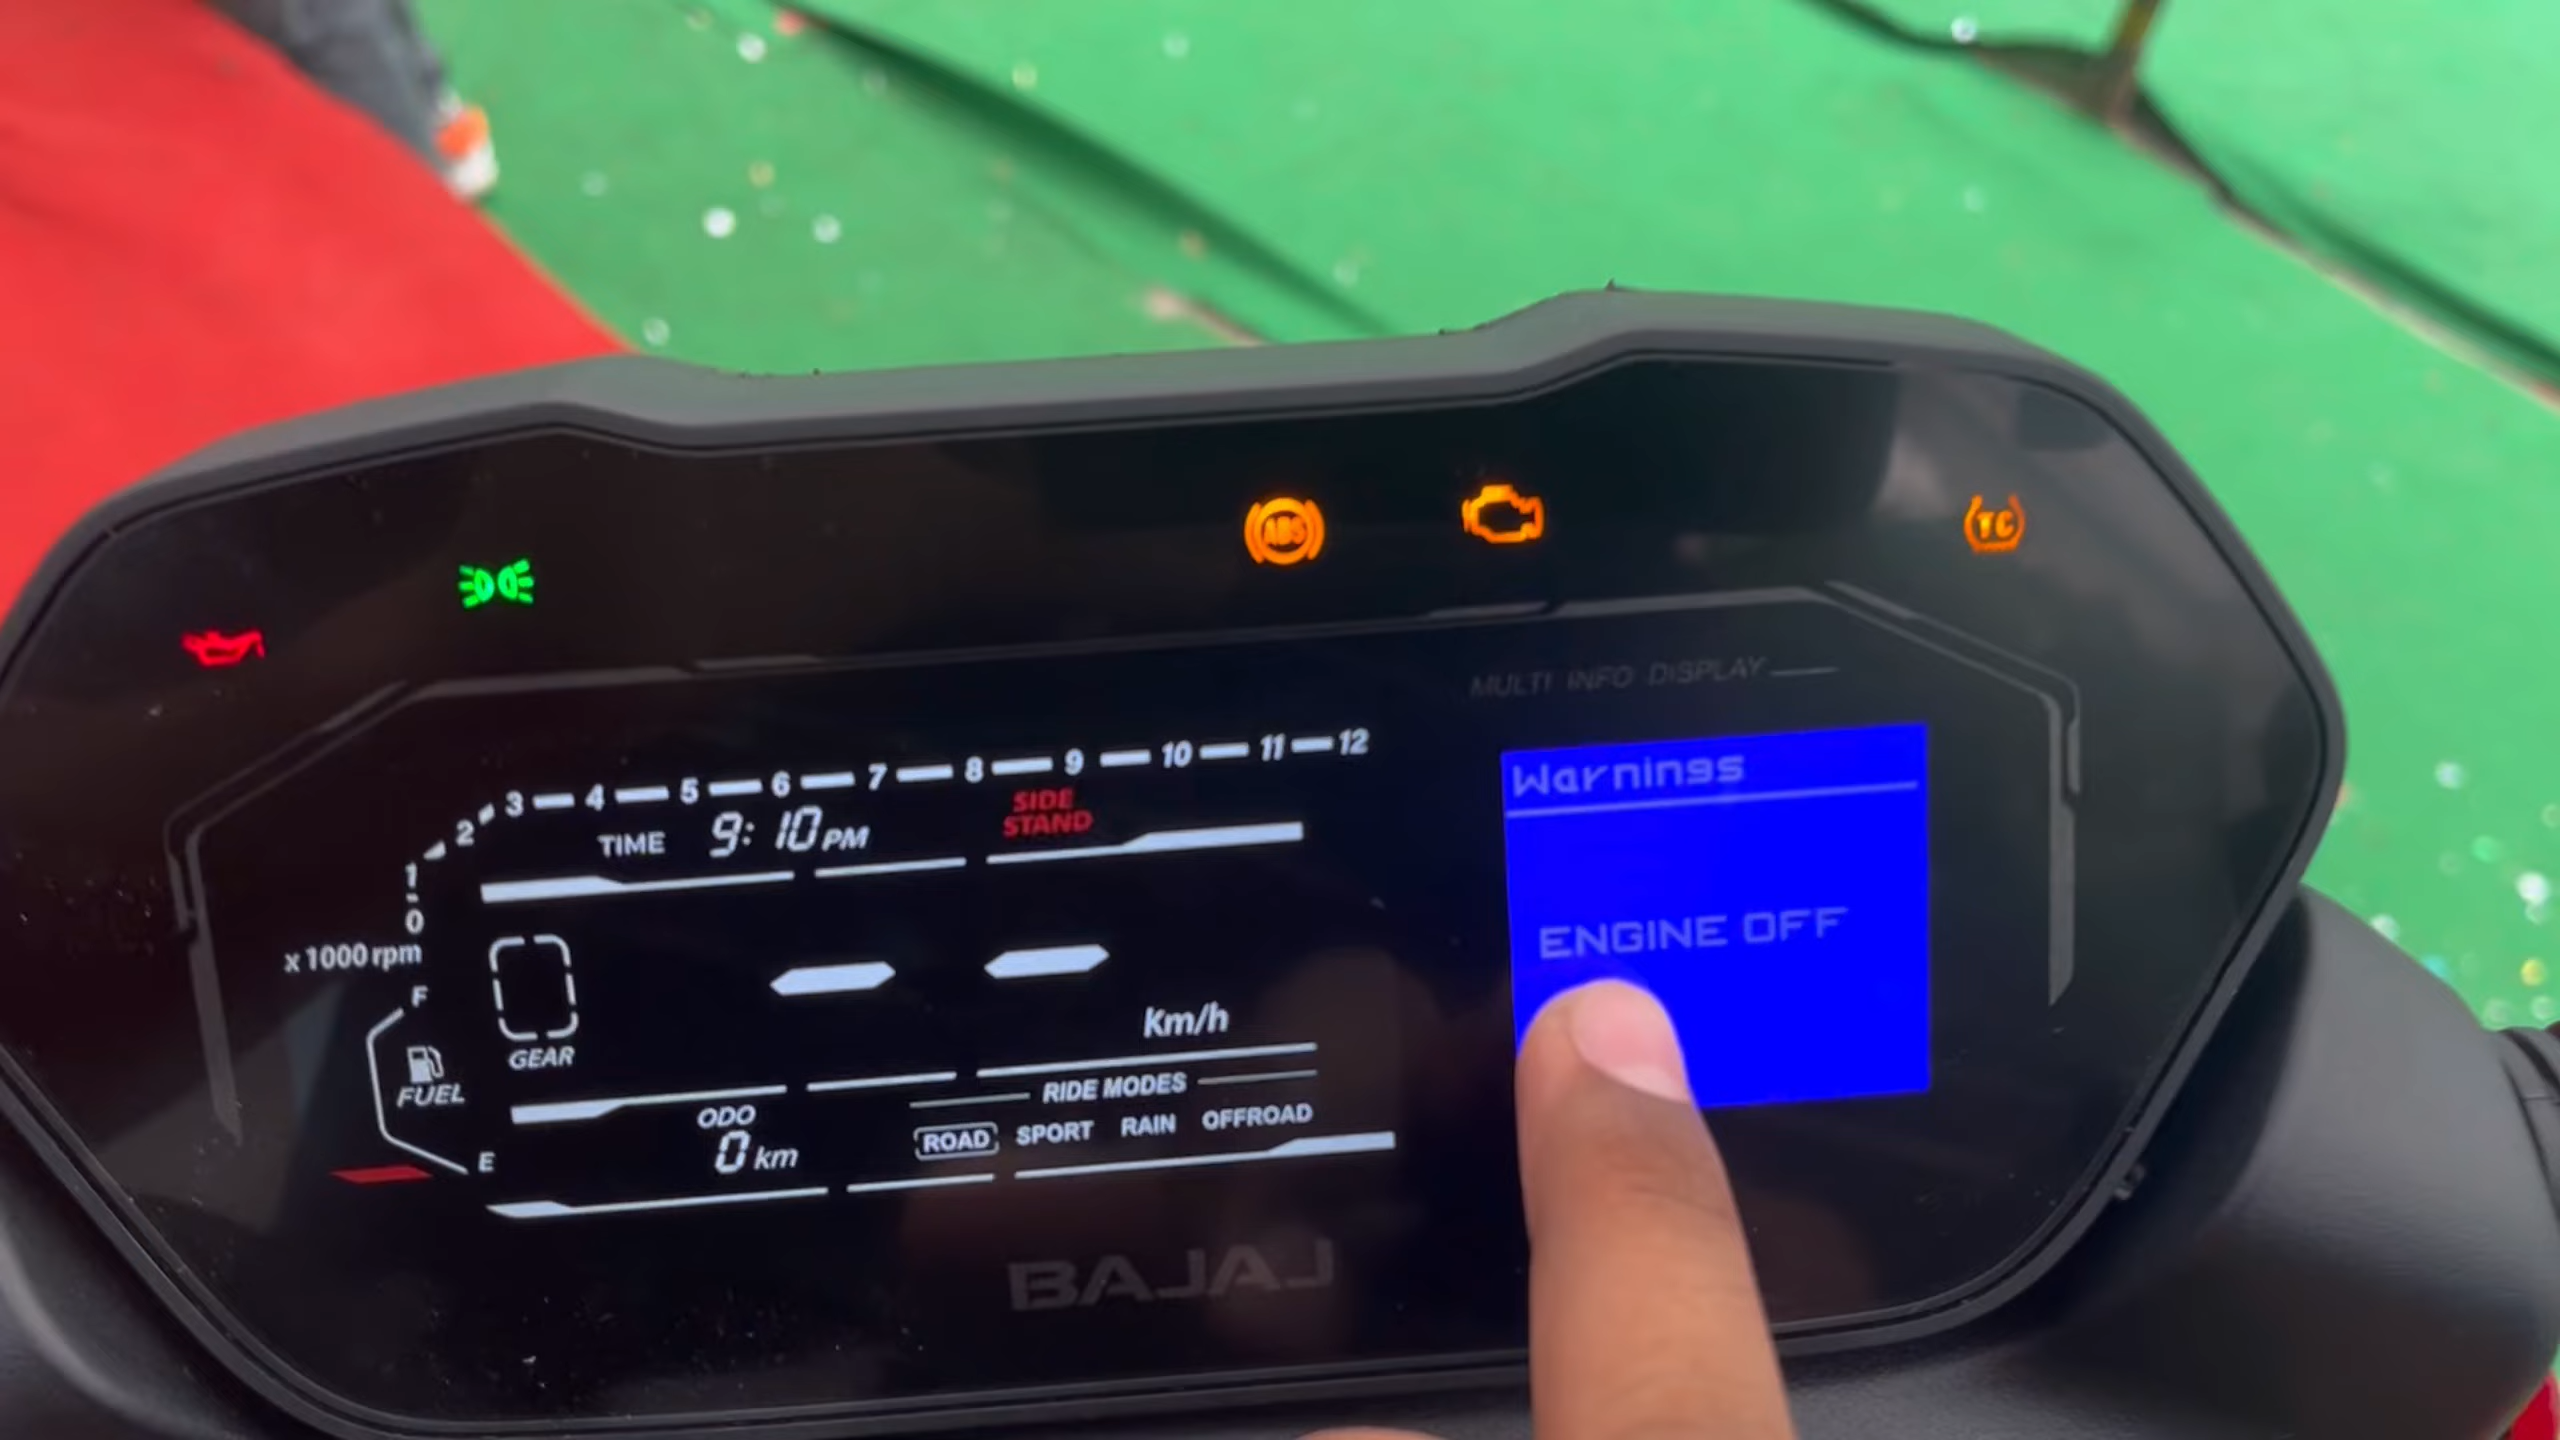 ABS
TC
MULTI INFO DISPLAY
Warnings
ENGINE OFF
0 1 2 3 4 5 6 7 8 9 10 11 12
x 1000 rpm
TIME 9:10 PM
SIDE
STAND
GEAR
Km/h
F
FUEL
E
ODO
0 km
RIDE MODES
ROAD SPORT RAIN OFFROAD
BAJAJ